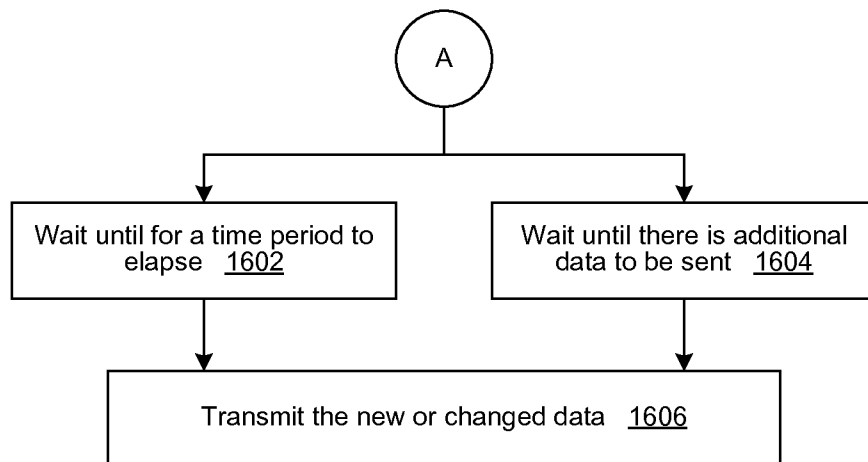 A
Wait until for a time period to
elapse 1602
Wait until there is additional
data to be sent 1604
Transmit the new or changed data 1606